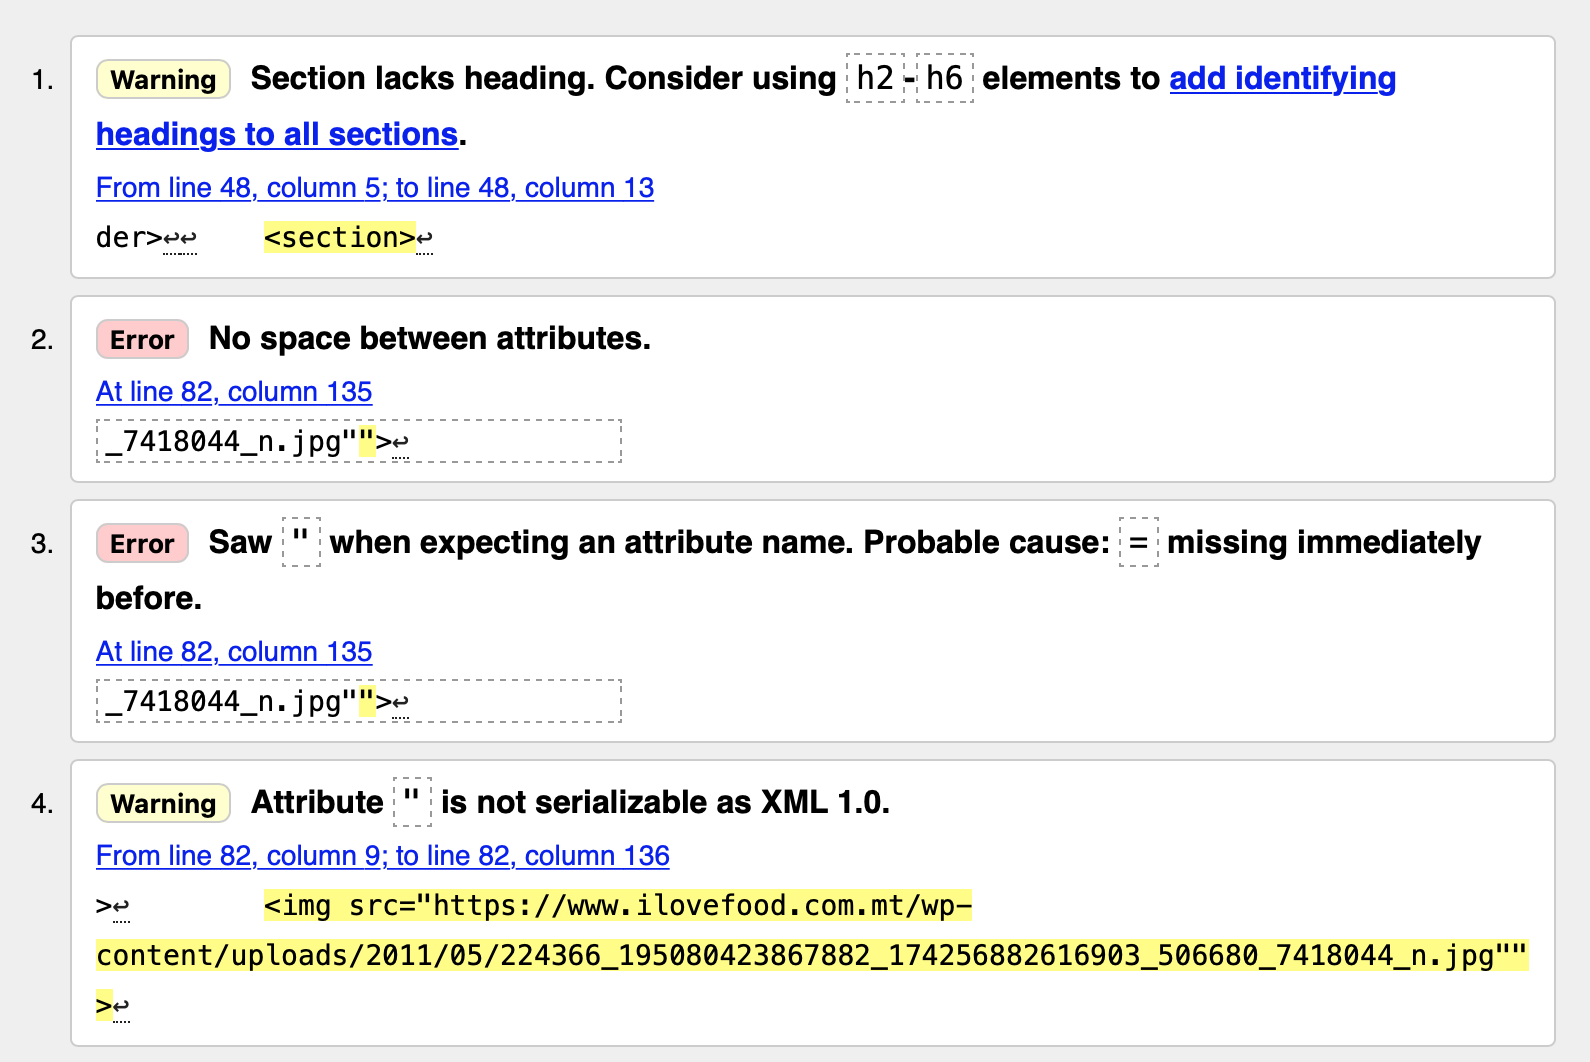 1. Warning Section lacks heading. Consider using h2-h6 elements to add identifying
headings to all sections.
From line 48, column 5; to line 48, column 13
der>↩↩    <section>↩
2. Error No space between attributes.
At line 82, column 135
_7418044_n.jpg"">↩
3. Error Saw " when expecting an attribute name. Probable cause: = missing immediately
before.
At line 82, column 135
_7418044_n.jpg"">↩
4. Warning Attribute " is not serializable as XML 1.0.
From line 82, column 9; to line 82, column 136
>↩        <img src="https://www.ilovefood.com.mt/wp-
content/uploads/2011/05/224366_195080423867882_174256882616903_506680_7418044_n.jpg""
>↩